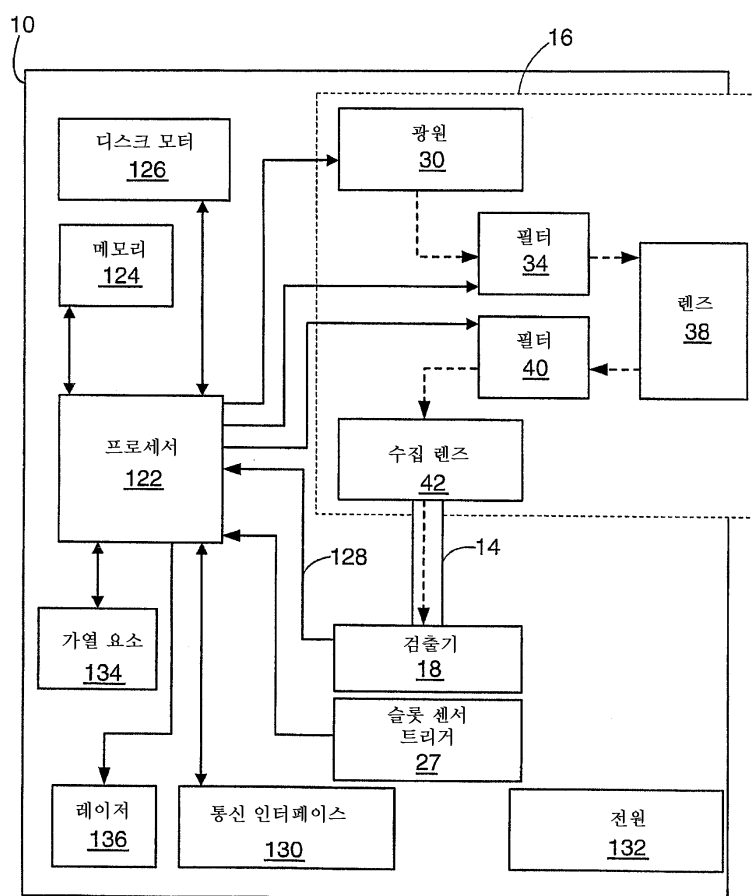 10
16
디스크 모터
126
광원
30
메모리
124
필터
34
렌즈
38
필터
40
프로세서
122
수집 렌즈
42
128
14
가열 요소
134
검출기
18
슬롯 센서
트리거
27
레이저
136
통신 인터페이스
130
전원
132